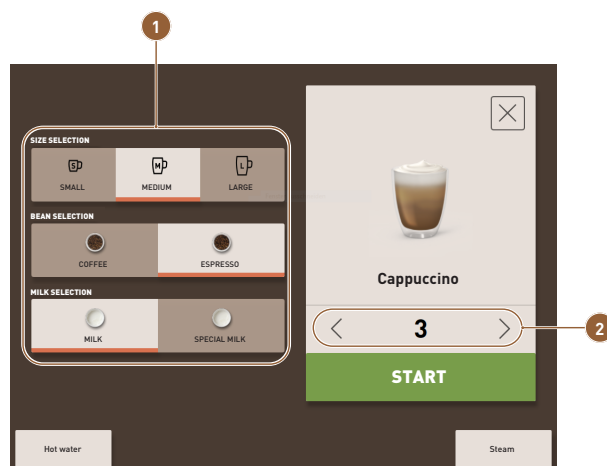 1
SIZE SELECTION
S M L
SMALL MEDIUM LARGE
BEAN SELECTION
COFFEE ESPRESSO
MILK SELECTION
MILK SPECIAL MILK
Cappuccino
3
2
START
Hot water Steam